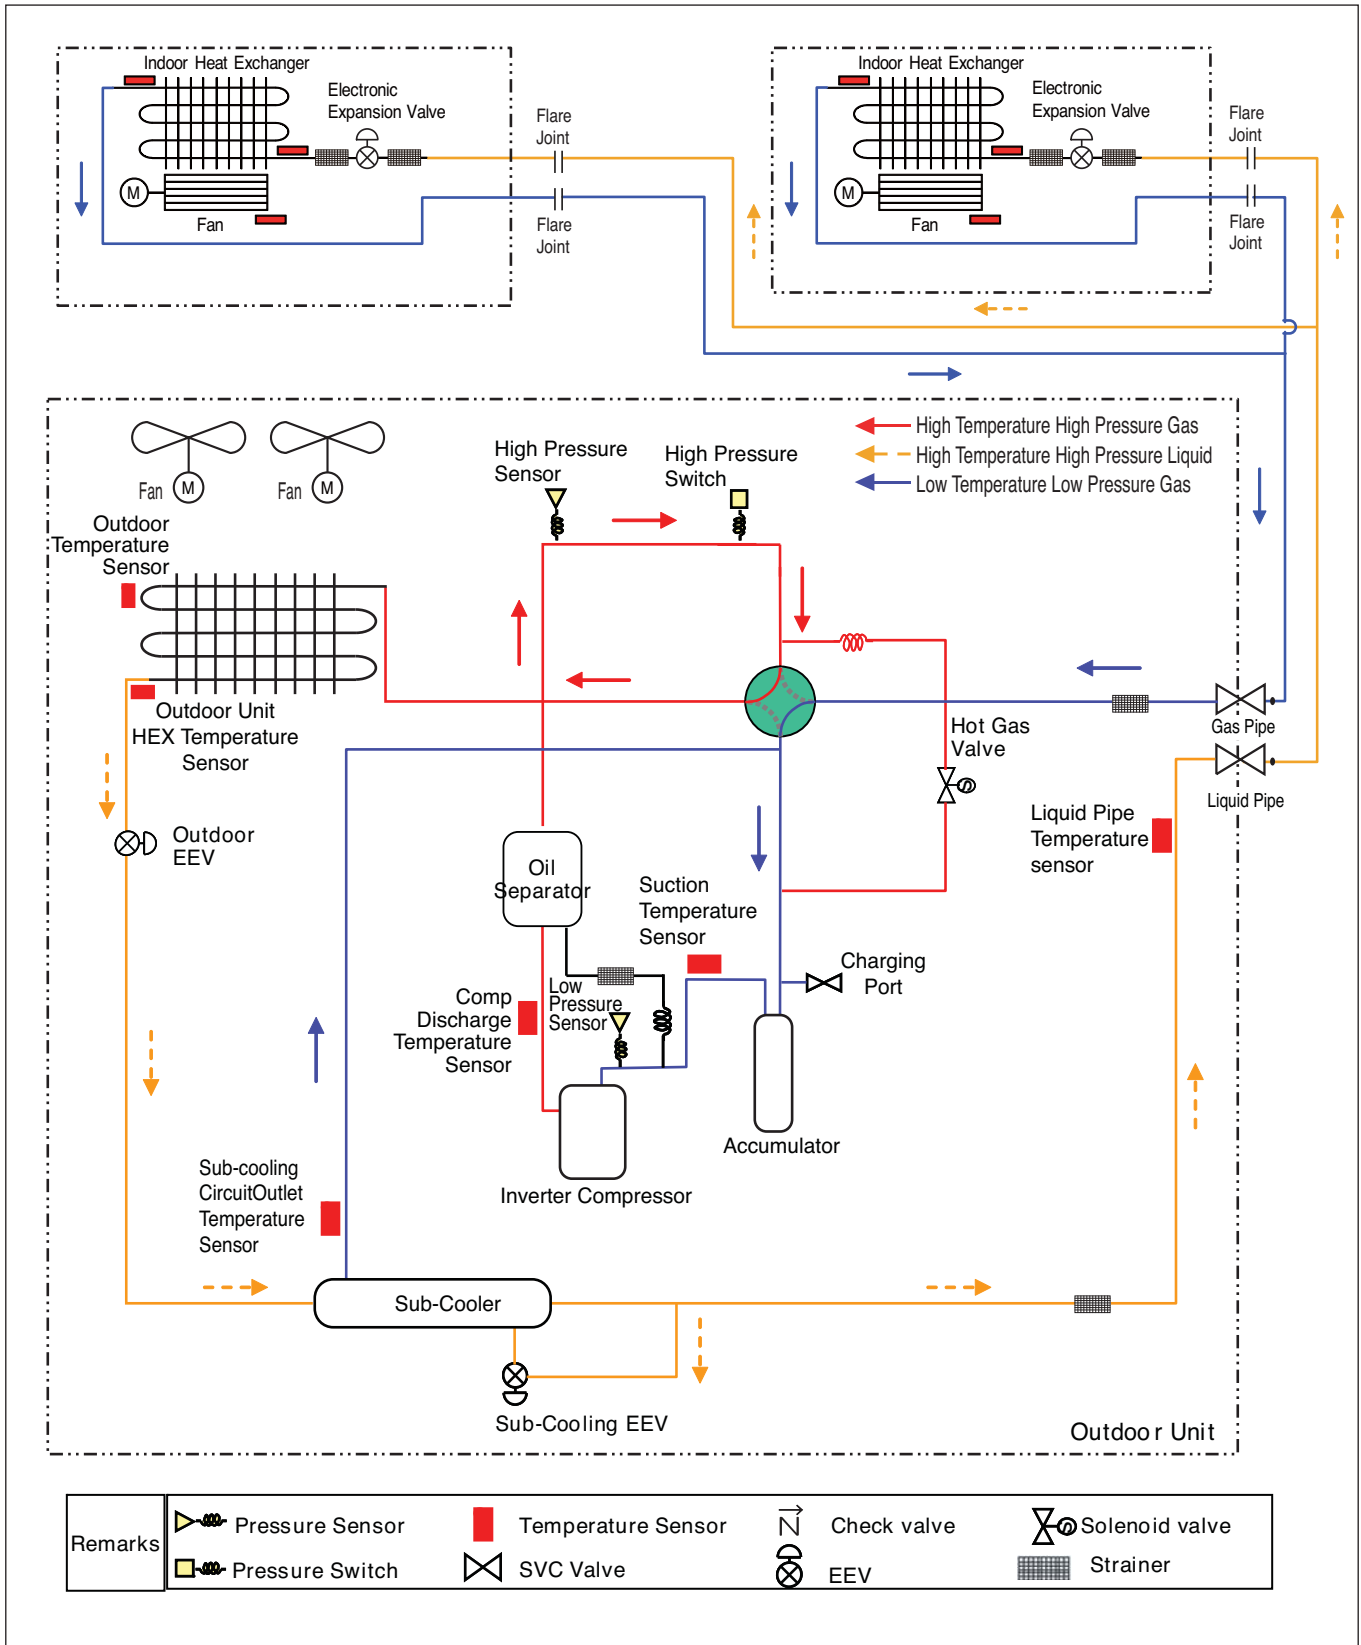 Indoor Heat Exchanger
Electronic
Expansion Valve
Flare
Joint
M
Fan
Flare
Joint
Indoor Heat Exchanger
Electronic
Expansion Valve
Flare
Joint
M
Fan
Flare
Joint
High Temperature High Pressure Gas
High Temperature High Pressure Liquid
Low Temperature Low Pressure Gas
Fan
M
Fan
M
High Pressure
Sensor
High Pressure
Switch
Outdoor
Temperature
Sensor
Outdoor Unit
HEX Temperature
Sensor
Hot Gas
Valve
S
Gas Pipe
Liquid Pipe
Liquid Pipe
Temperature
sensor
Outdoor
EEV
Oil
Separator
Suction
Temperature
Sensor
Charging
Port
Comp
Discharge
Temperature
Sensor
Low
Pressure
Sensor
Accumulator
Inverter Compressor
Sub-cooling
CircuitOutlet
Temperature
Sensor
Sub-Cooler
Sub-Cooling EEV
Outdoor Unit
Remarks
Pressure Sensor
Temperature Sensor
Check valve
S
Solenoid valve
Pressure Switch
SVC Valve
EEV
Strainer